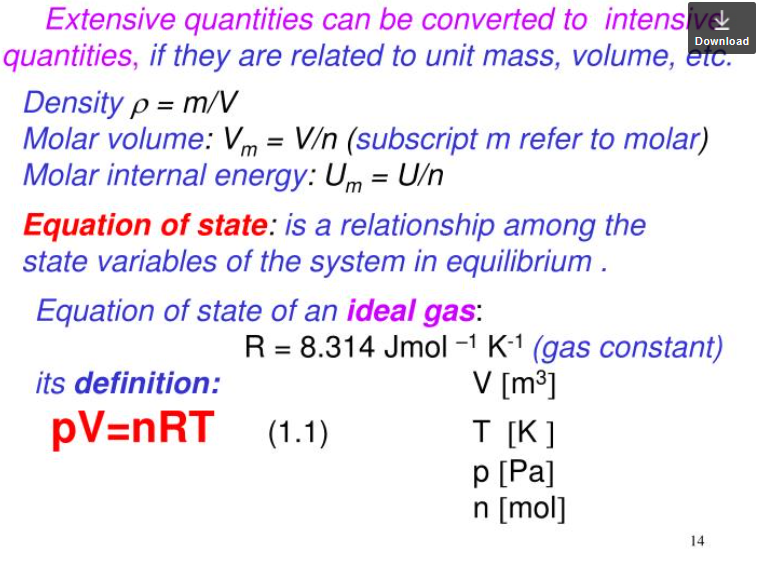 Extensive quantities can be converted to intensive
Download
quantities, if they are related to unit mass, volume, etc.
Density ρ = m/V
Molar volume: Vm = V/n (subscript m refer to molar)
Molar internal energy: Um = U/n
Equation of state: is a relationship among the
state variables of the system in equilibrium .
Equation of state of an ideal gas:
R = 8.314 Jmol –1 K-1 (gas constant)
its definition: V [m3]
pV=nRT (1.1) T [K ]
p [Pa]
n [mol]
14